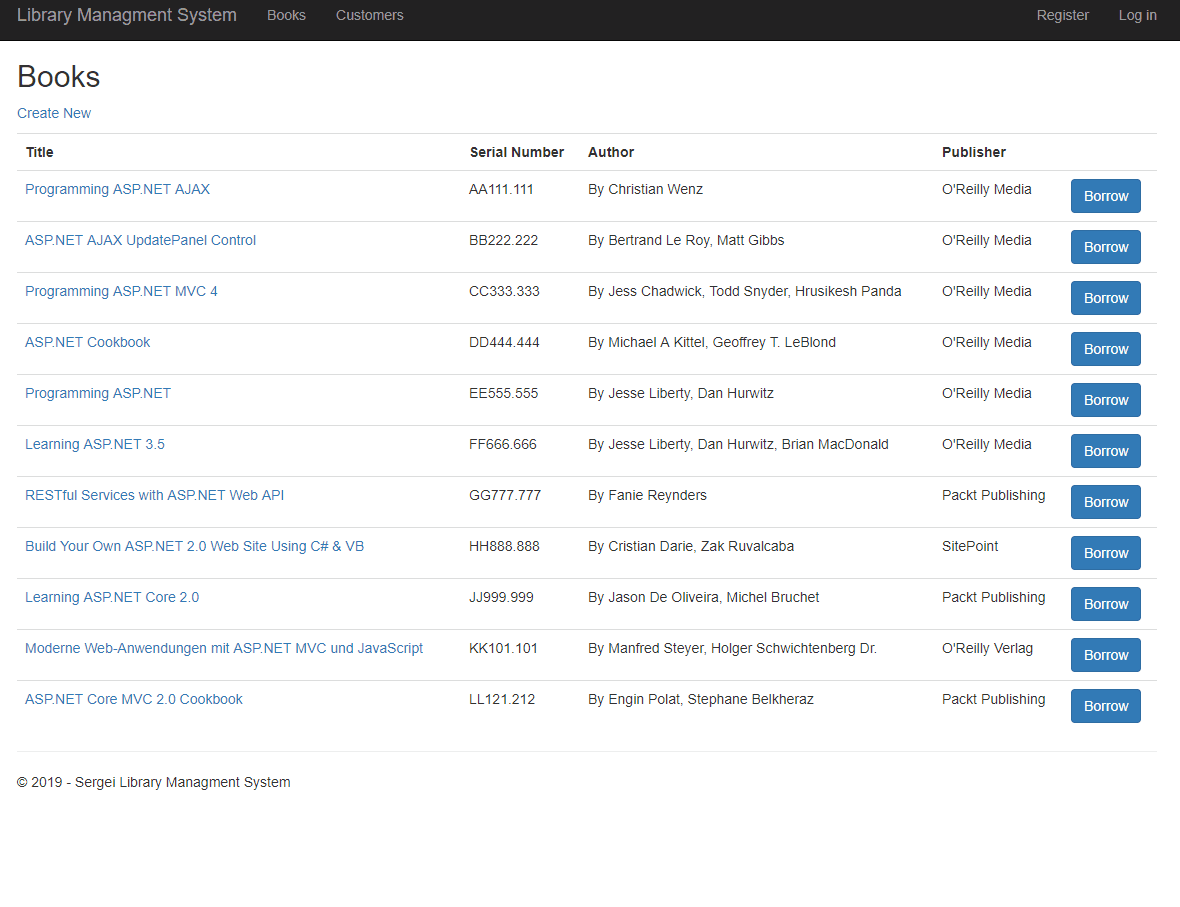 Library Managment System Books Customers Register Log in
Books
Create New
Title Serial Number Author Publisher
Programming ASP.NET AJAX AA111.111 By Christian Wenz O'Reilly Media Borrow
ASP.NET AJAX UpdatePanel Control BB222.222 By Bertrand Le Roy, Matt Gibbs O'Reilly Media Borrow
Programming ASP.NET MVC 4 CC333.333 By Jess Chadwick, Todd Snyder, Hrusikesh Panda O'Reilly Media Borrow
ASP.NET Cookbook DD444.444 By Michael A Kittel, Geoffrey T. LeBlond O'Reilly Media Borrow
Programming ASP.NET EE555.555 By Jesse Liberty, Dan Hurwitz O'Reilly Media Borrow
Learning ASP.NET 3.5 FF666.666 By Jesse Liberty, Dan Hurwitz, Brian MacDonald O'Reilly Media Borrow
RESTful Services with ASP.NET Web API GG777.777 By Fanie Reynders Packt Publishing Borrow
Build Your Own ASP.NET 2.0 Web Site Using C# & VB HH888.888 By Cristian Darie, Zak Ruvalcaba SitePoint Borrow
Learning ASP.NET Core 2.0 JJ999.999 By Jason De Oliveira, Michel Bruchet Packt Publishing Borrow
Moderne Web-Anwendungen mit ASP.NET MVC und JavaScript KK101.101 By Manfred Steyer, Holger Schwichtenberg Dr. O'Reilly Verlag Borrow
ASP.NET Core MVC 2.0 Cookbook LL121.212 By Engin Polat, Stephane Belkheraz Packt Publishing Borrow
© 2019 - Sergei Library Managment System